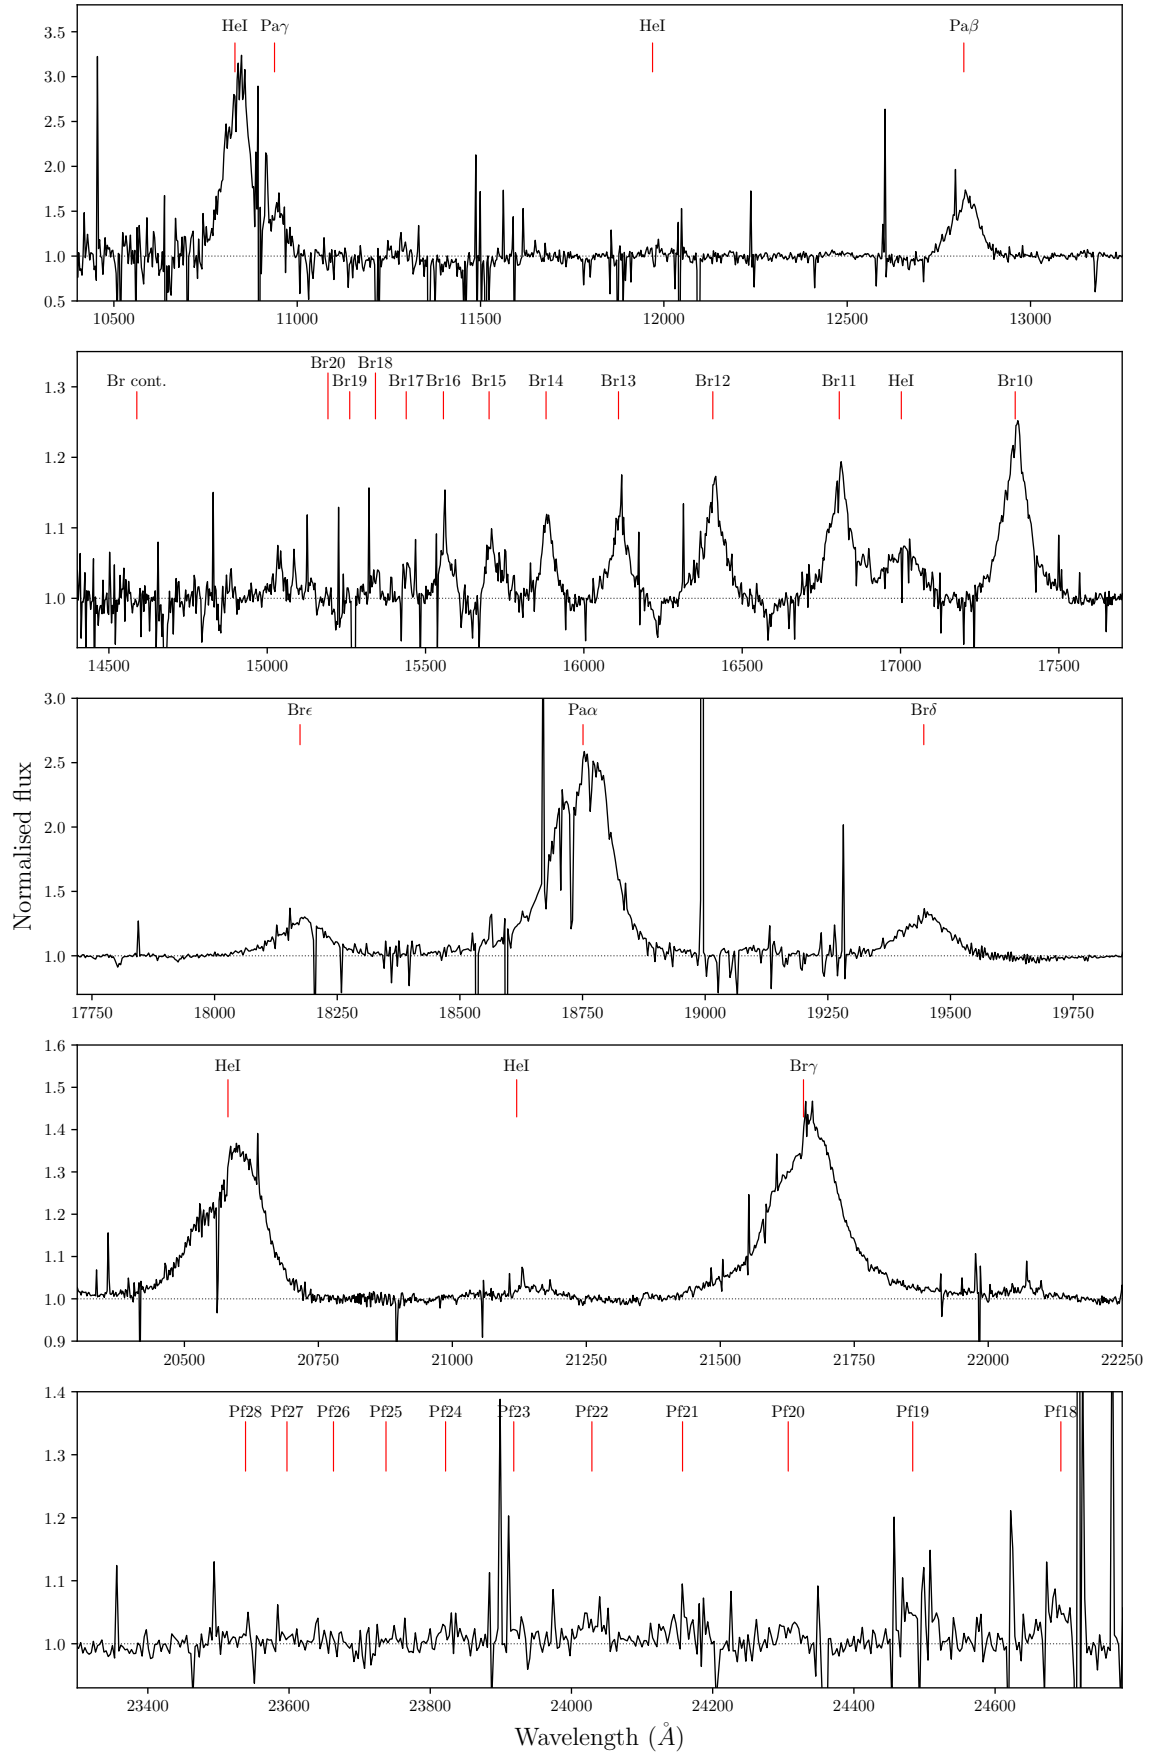 HeI Paγ HeI Paβ
3.5
3.0
2.5
2.0
1.5
1.0
0.5
10500 11000 11500 12000 12500 13000
Br20 Br18
Br cont. Br19 Br17 Br16 Br15 Br14 Br13 Br12 Br11 HeI Br10
1.3
1.2
1.1
1.0
14500 15000 15500 16000 16500 17000 17500
Brϵ Paα Brδ
3.0
2.5
2.0
1.5
1.0
17750 18000 18250 18500 18750 19000 19250 19500 19750
Normalised flux
HeI HeI Brγ
1.6
1.5
1.4
1.3
1.2
1.1
1.0
0.9
20500 20750 21000 21250 21500 21750 22000 22250
Pf28 Pf27 Pf26 Pf25 Pf24 Pf23 Pf22 Pf21 Pf20 Pf19 Pf18
1.4
1.3
1.2
1.1
1.0
23400 23600 23800 24000 24200 24400 24600
Wavelength (Å)